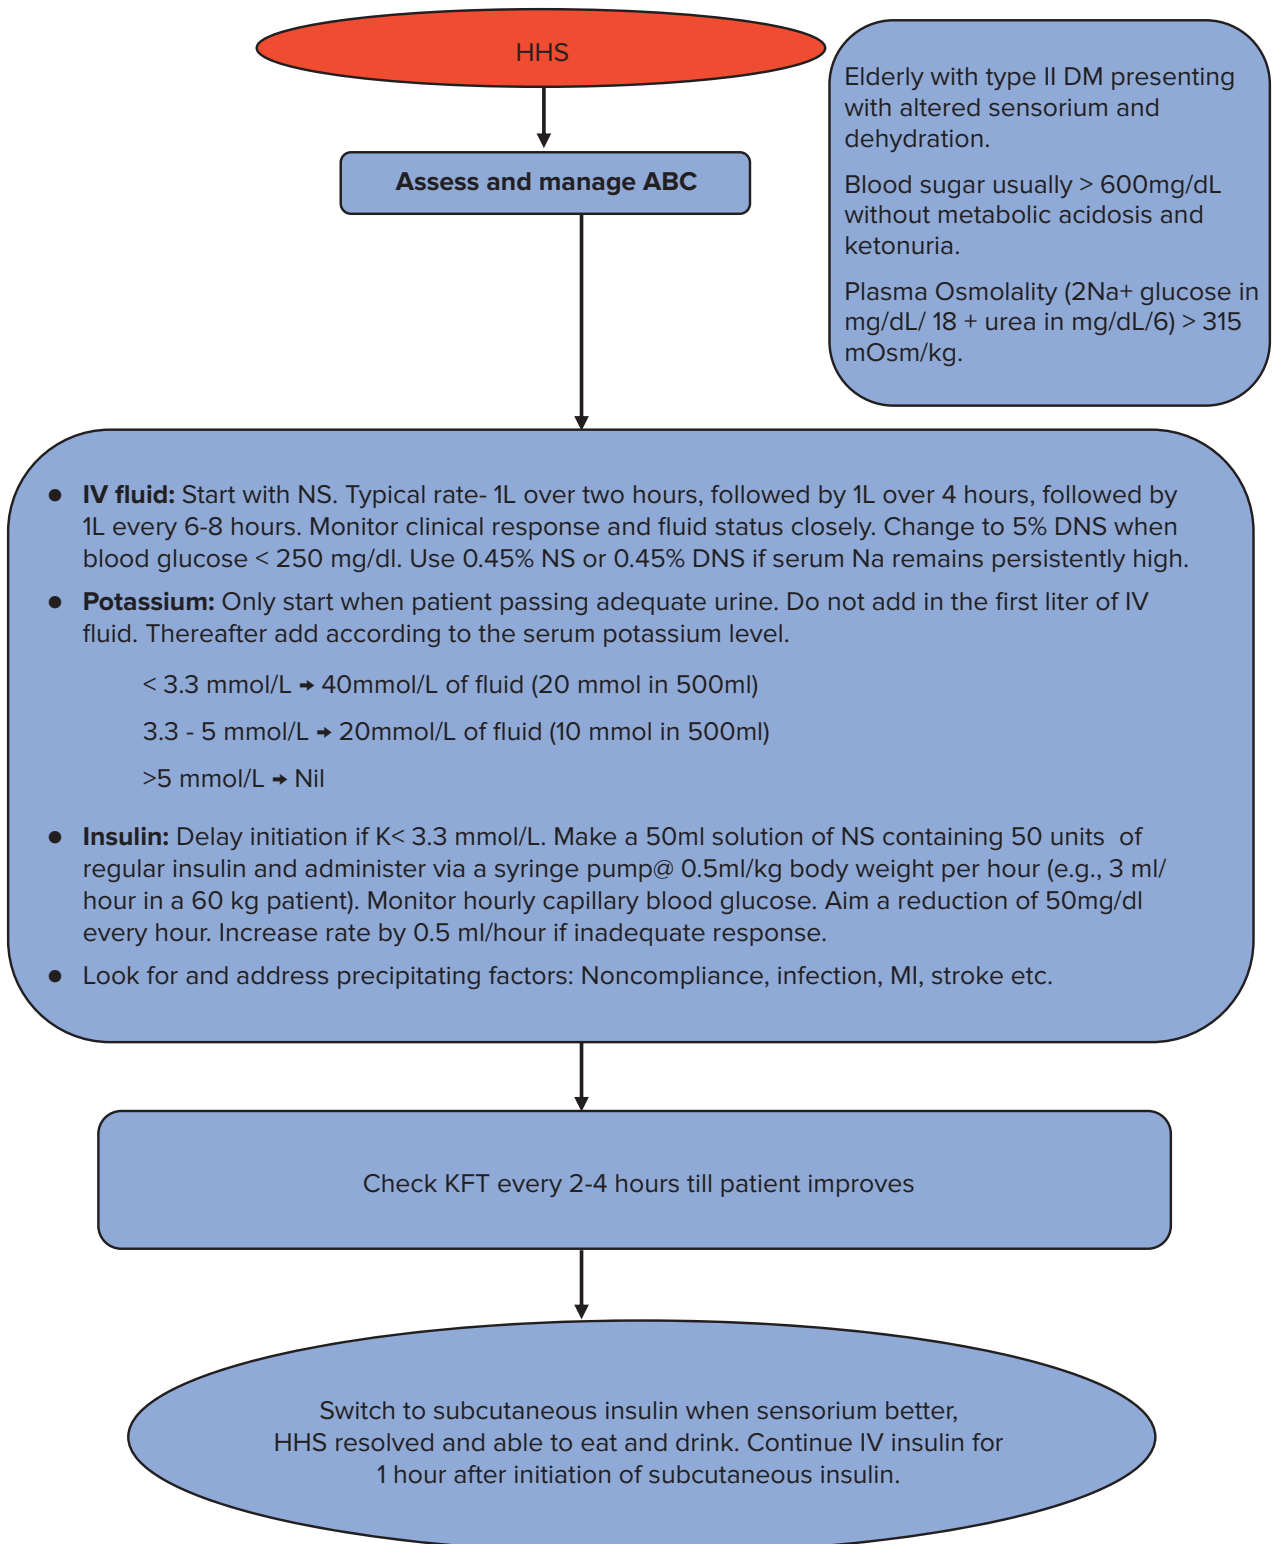 HHS
Elderly with type II DM presenting
with altered sensorium and
dehydration.
Blood sugar usually > 600mg/dL
without metabolic acidosis and
ketonuria.
Plasma Osmolality (2Na+ glucose in
mg/dL/ 18 + urea in mg/dL/6) > 315
mOsm/kg.
Assess and manage ABC
● IV fluid: Start with NS. Typical rate- 1L over two hours, followed by 1L over 4 hours, followed by
1L every 6-8 hours. Monitor clinical response and fluid status closely. Change to 5% DNS when
blood glucose < 250 mg/dl. Use 0.45% NS or 0.45% DNS if serum Na remains persistently high.
● Potassium: Only start when patient passing adequate urine. Do not add in the first liter of IV
fluid. Thereafter add according to the serum potassium level.
< 3.3 mmol/L → 40mmol/L of fluid (20 mmol in 500ml)
3.3 - 5 mmol/L → 20mmol/L of fluid (10 mmol in 500ml)
>5 mmol/L → Nil
● Insulin: Delay initiation if K< 3.3 mmol/L. Make a 50ml solution of NS containing 50 units of
regular insulin and administer via a syringe pump@ 0.5ml/kg body weight per hour (e.g., 3 ml/
hour in a 60 kg patient). Monitor hourly capillary blood glucose. Aim a reduction of 50mg/dl
every hour. Increase rate by 0.5 ml/hour if inadequate response.
● Look for and address precipitating factors: Noncompliance, infection, MI, stroke etc.
Check KFT every 2-4 hours till patient improves
Switch to subcutaneous insulin when sensorium better,
HHS resolved and able to eat and drink. Continue IV insulin for
1 hour after initiation of subcutaneous insulin.